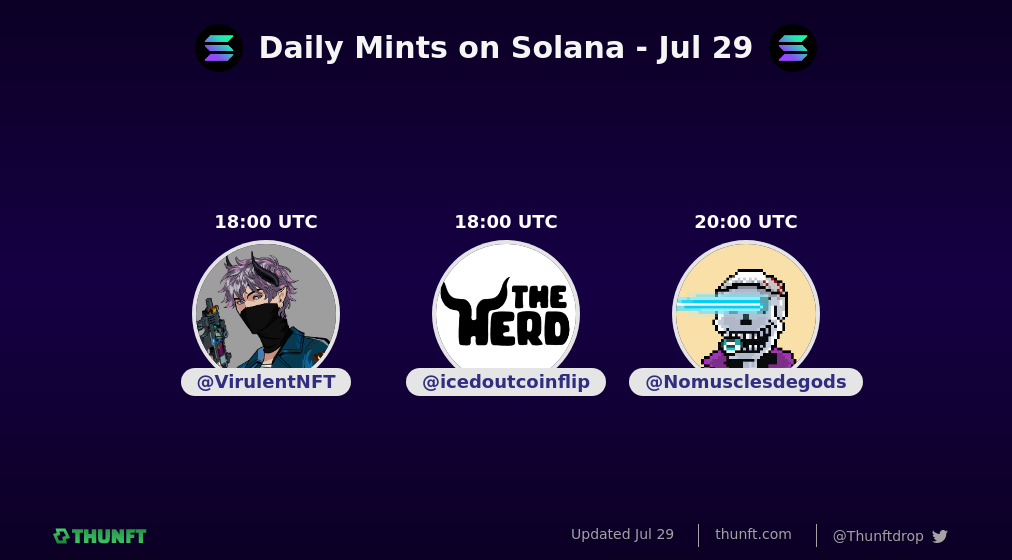 Daily Mints on Solana - Jul 29
18:00 UTC
18:00 UTC
20:00 UTC
THE
HERD
@VirulentNFT
@icedoutcoinflip
@Nomusclesdegods
THUNFT
Updated Jul 29
thunft.com
@Thunftdrop